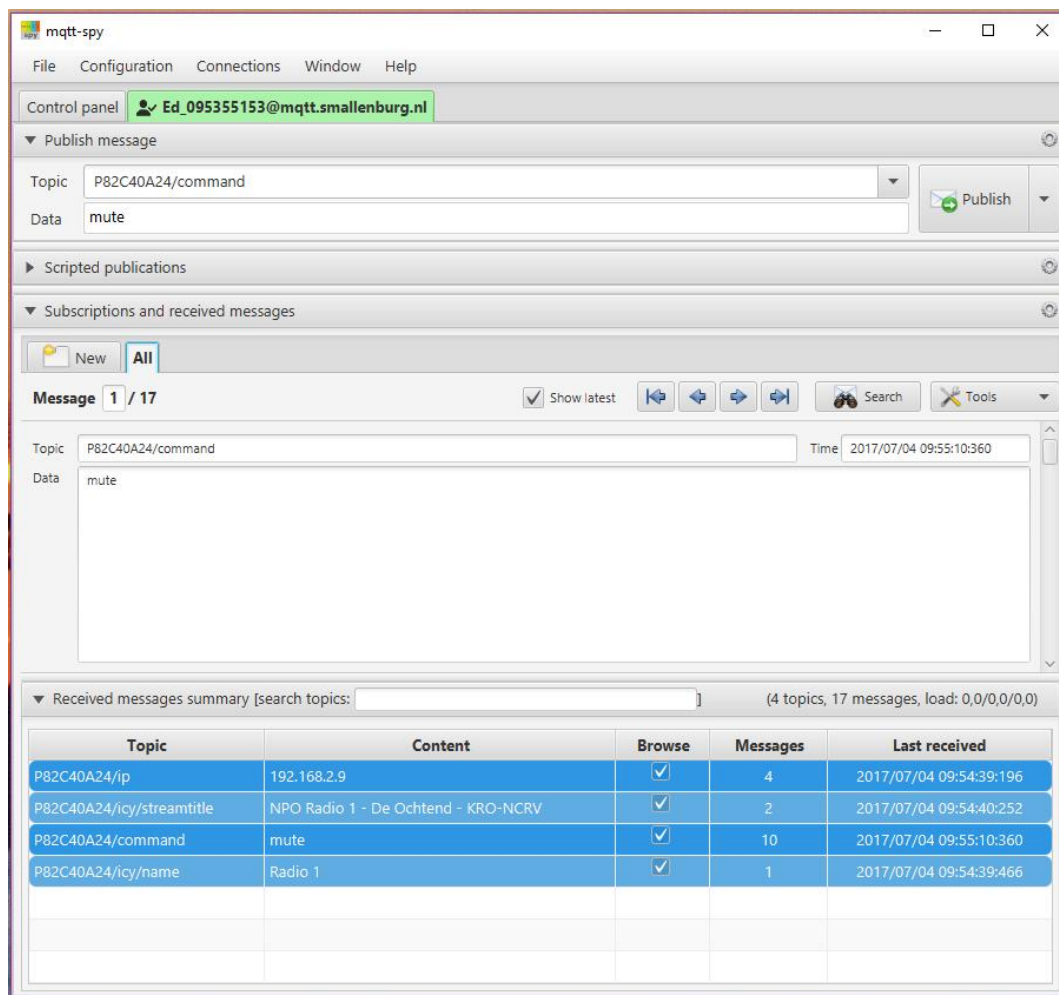 mqtt-spy
File Configuration Connections Window Help
Control panel Ed_095355153@mqtt.smallenburg.nl
Publish message
Topic P82C40A24/command
Publish
Data mute
Scripted publications
Subscriptions and received messages
New All
Message 1 / 17 Show latest Search Tools
Topic P82C40A24/command Time 2017/07/04 09:55:10:360
Data mute
Received messages summary [search topics: ] (4 topics, 17 messages, load: 0,0/0,0/0,0)
Topic Content Browse Messages Last received
P82C40A24/ip 192.168.2.9 4 2017/07/04 09:54:39:196
P82C40A24/icy/streamtitle NPO Radio 1 - De Ochtend - KRO-NCRV 2 2017/07/04 09:54:40:252
P82C40A24/command mute 10 2017/07/04 09:55:10:360
P82C40A24/icy/name Radio 1 1 2017/07/04 09:54:39:466